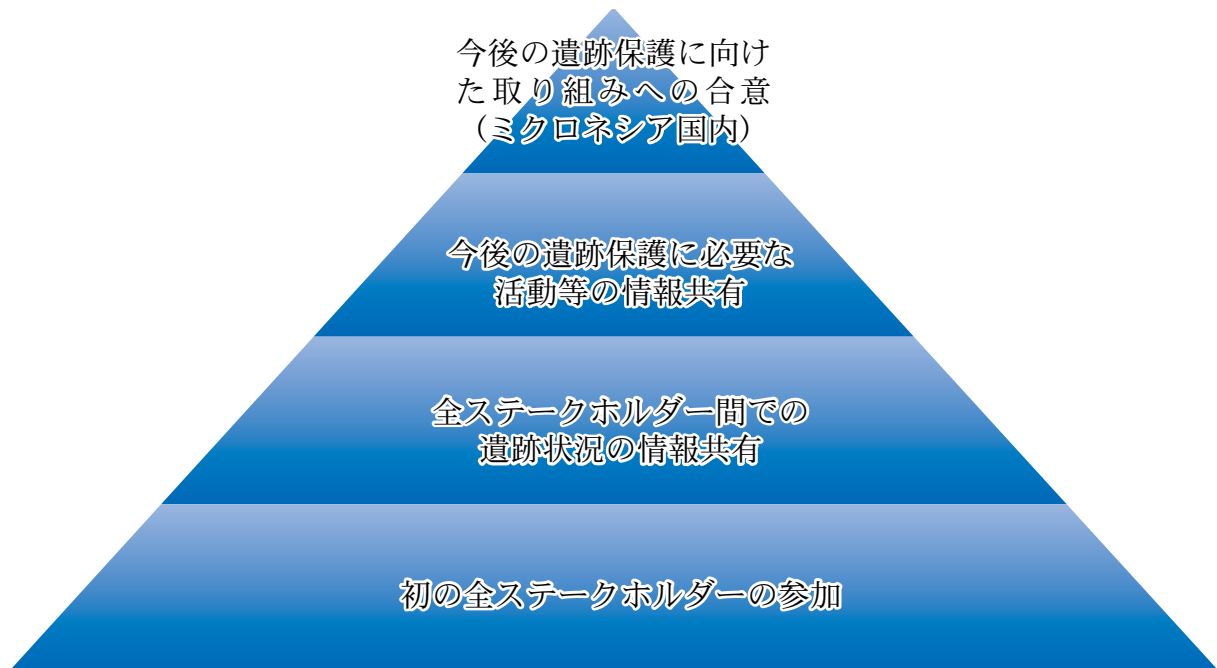 今後の遺跡保護に向け
た取り組みへの合意
(ミクロネシア国内)
今後の遺跡保護に必要な
活動等の情報共有
全ステークホルダー間での
遺跡状況の情報共有
初の全ステークホルダーの参加